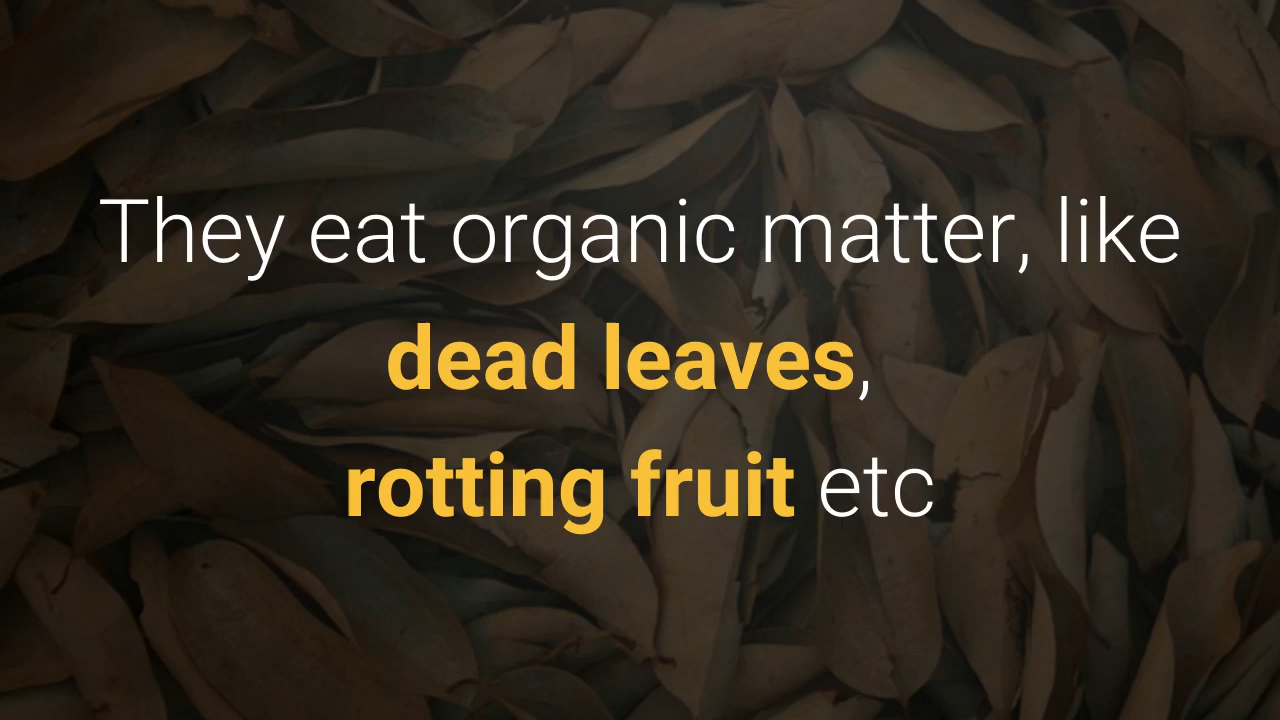 They eat organic matter, like
dead leaves,
rotting fruit etc